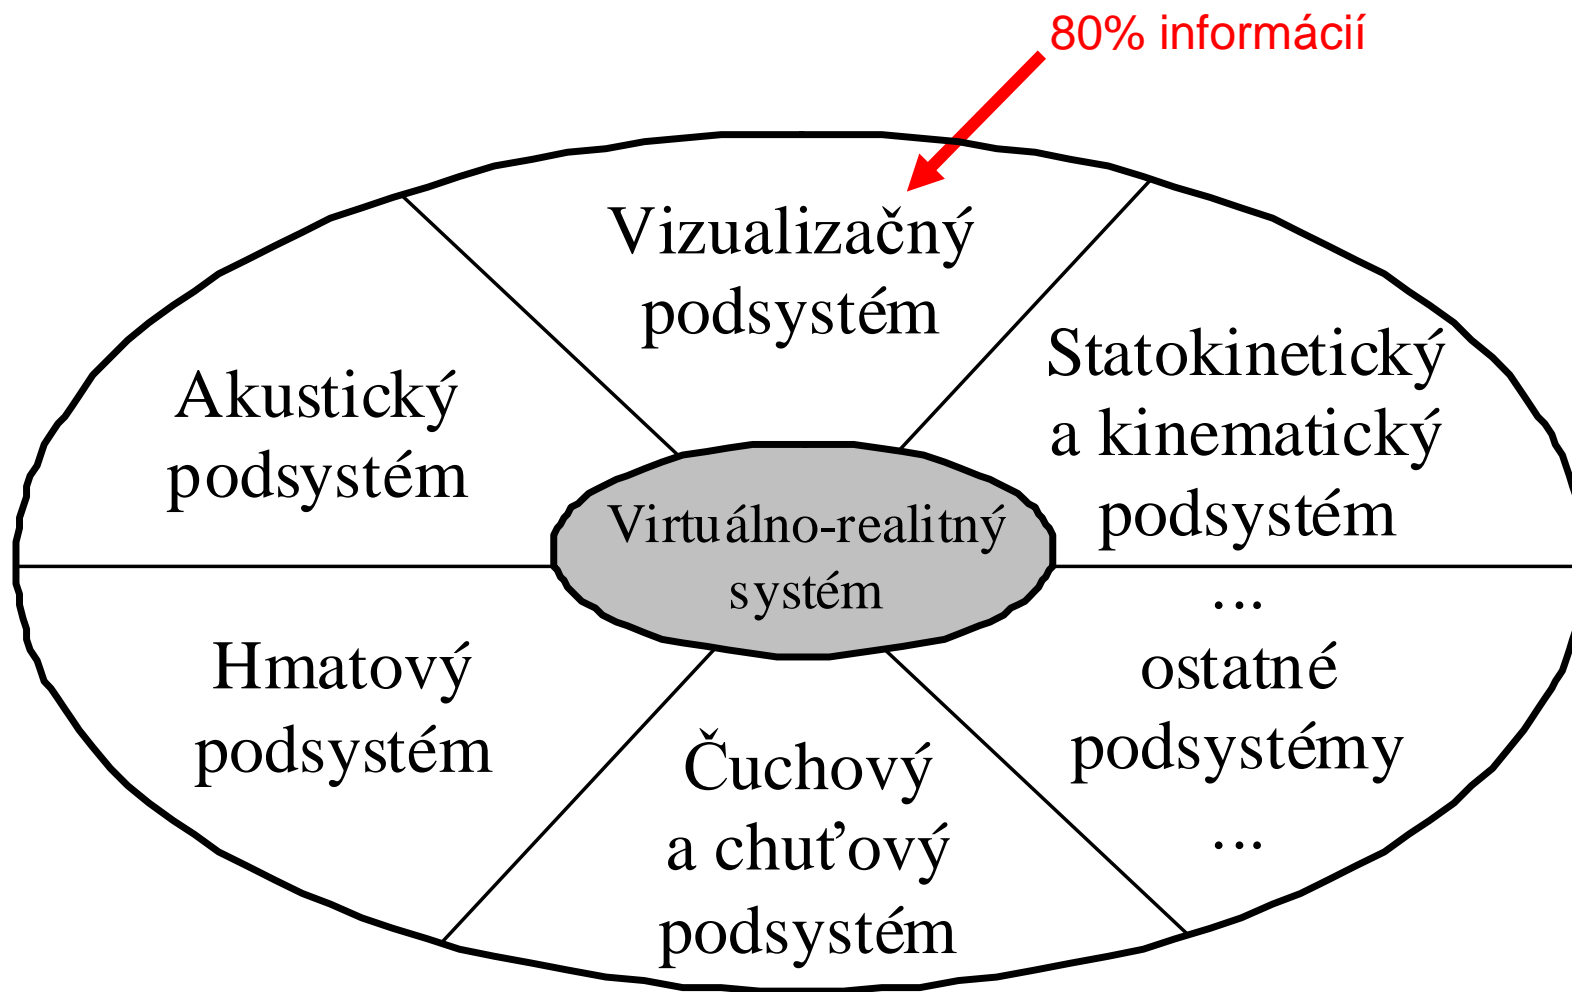 80% informácií
Vizualizačný
podsystém
Statokinetický
a kinematický
podsystém
Akustický
podsystém
Virtuálno-realitný
systém
Hmatový
podsystém
Čuchový
a chuťový
podsystém
...
ostatné
podsystémy
...